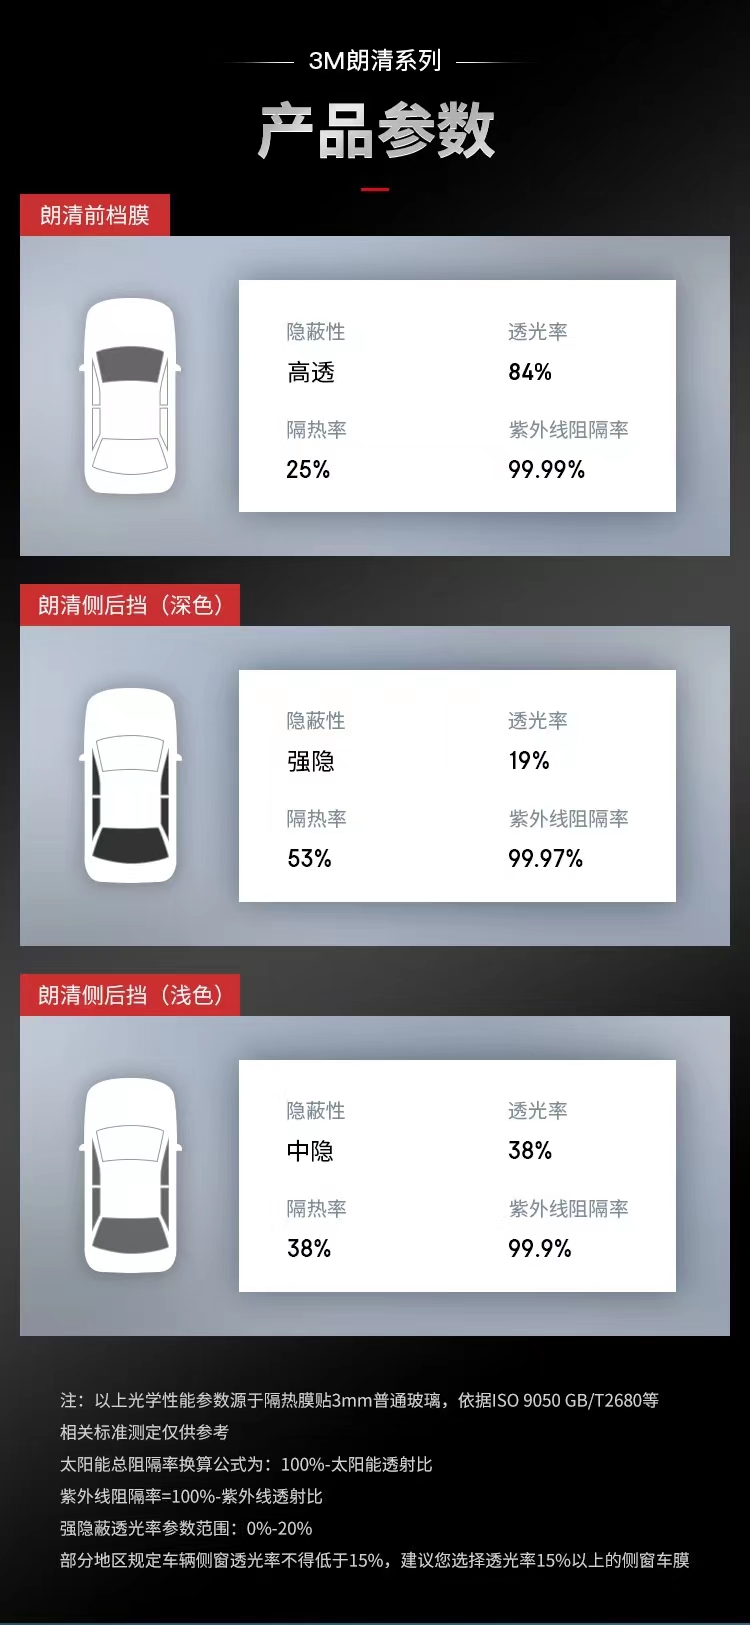 3M朗清系列
产品参数
朗清前档膜
隐蔽性 透光率
高透 84%
隔热率 紫外线阻隔率
25% 99.99%
朗清侧后挡（深色）
隐蔽性 透光率
强隐 19%
隔热率 紫外线阻隔率
53% 99.97%
朗清侧后挡（浅色）
隐蔽性 透光率
中隐 38%
隔热率 紫外线阻隔率
38% 99.9%
注：以上光学性能参数源于隔热膜贴3mm普通玻璃，依据ISO 9050 GB/T2680等
相关标准测定仅供参考
太阳能总阻隔率换算公式为：100%-太阳能透射比
紫外线阻隔率=100%-紫外线透射比
强隐蔽透光率参数范围：0%-20%
部分地区规定车辆侧窗透光率不得低于15%，建议您选择透光率15%以上的侧窗车膜